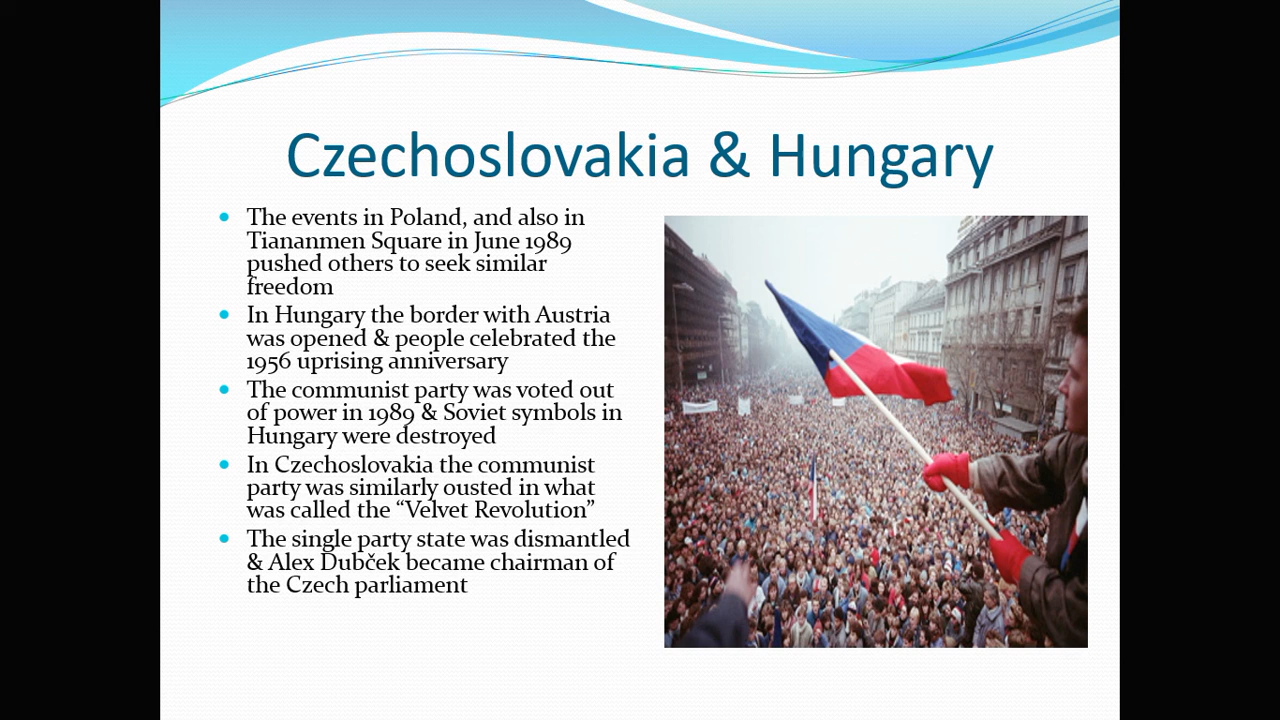 Czechoslovakia & Hungary
The events in Poland, and also in
Tiananmen Square in June 1989
pushed others to seek similar
freedom
In Hungary the border with Austria
was opened & people celebrated the
1956 uprising anniversary
The communist party was voted out
of power in 1989 & Soviet symbols in
Hungary were destroyed
In Czechoslovakia the communist
party was similarly ousted in what
was called the “Velvet Revolution”
The single party state was dismantled
& Alex Dubček became chairman of
the Czech parliament